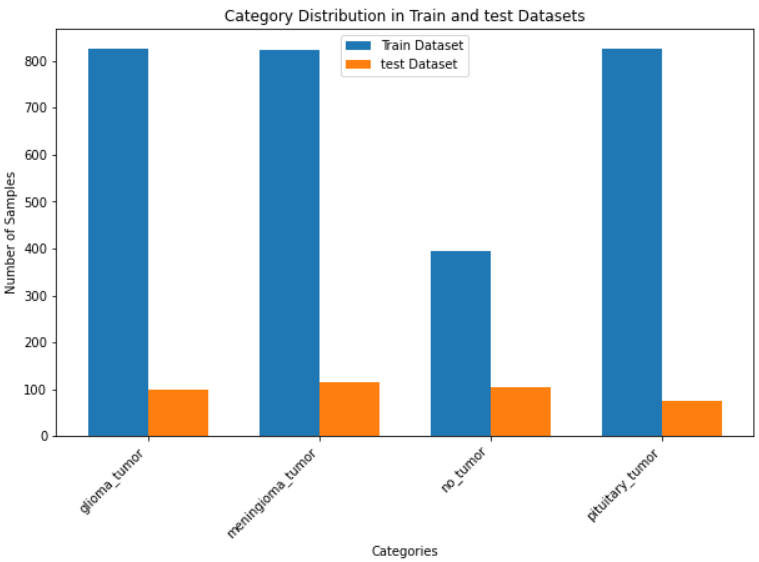 Category Distribution in Train and test Datasets
Train Dataset
test Dataset
Number of Samples
800
700
600
500
400
300
200
100
0
glioma_tumor
meningioma_tumor
no_tumor
pituitary_tumor
Categories